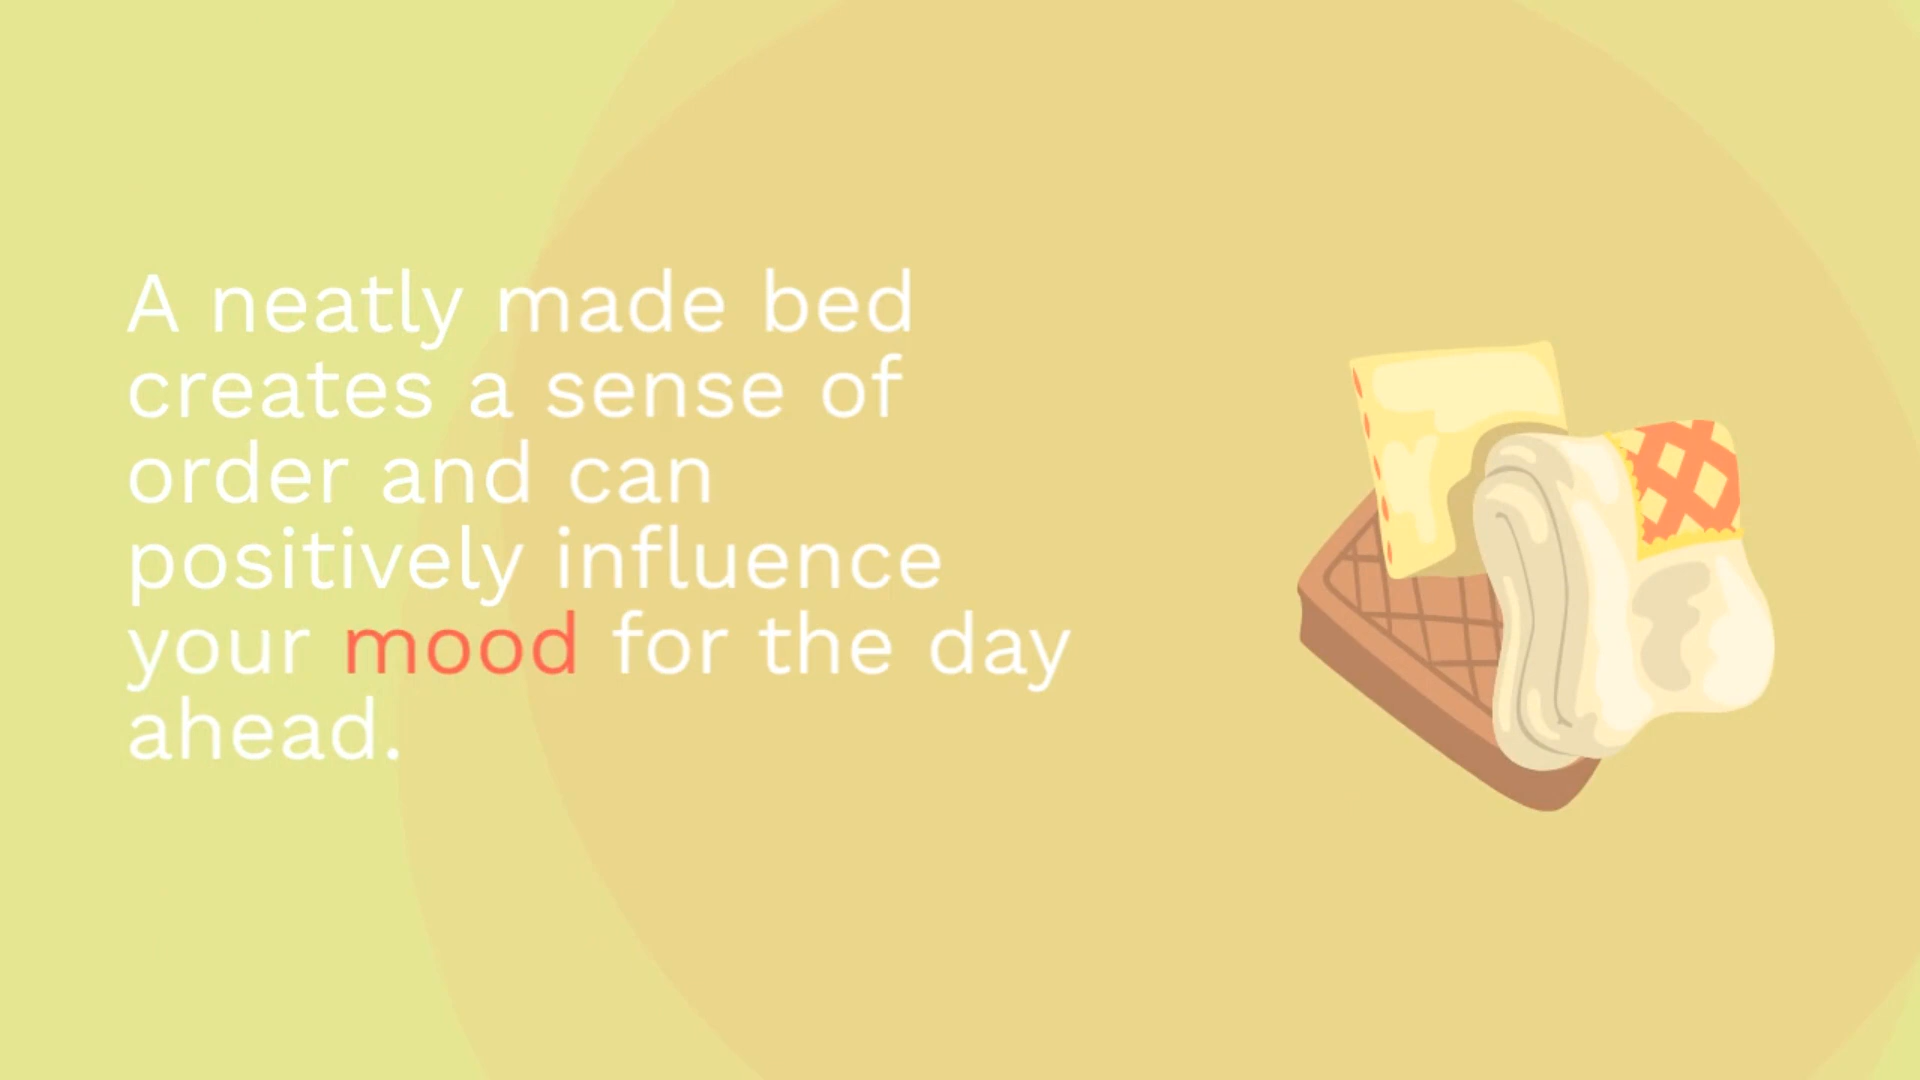 A neatly made bed
creates a sense of
order and can
positively influence
your mood for the day
ahead.